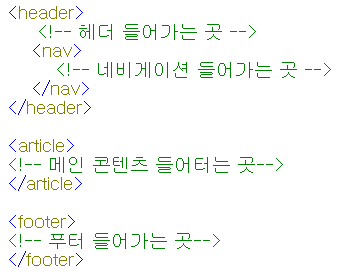 <header>
<!-- 헤더 들어가는 곳 -->
<nav>
<!-- 네비게이션 들어가는 곳 -->
</nav>
</header>
<article>
<!-- 메인 콘텐츠 들어터는 곳-->
</article>
<footer>
<!-- 푸터 들어가는 곳-->
</footer>